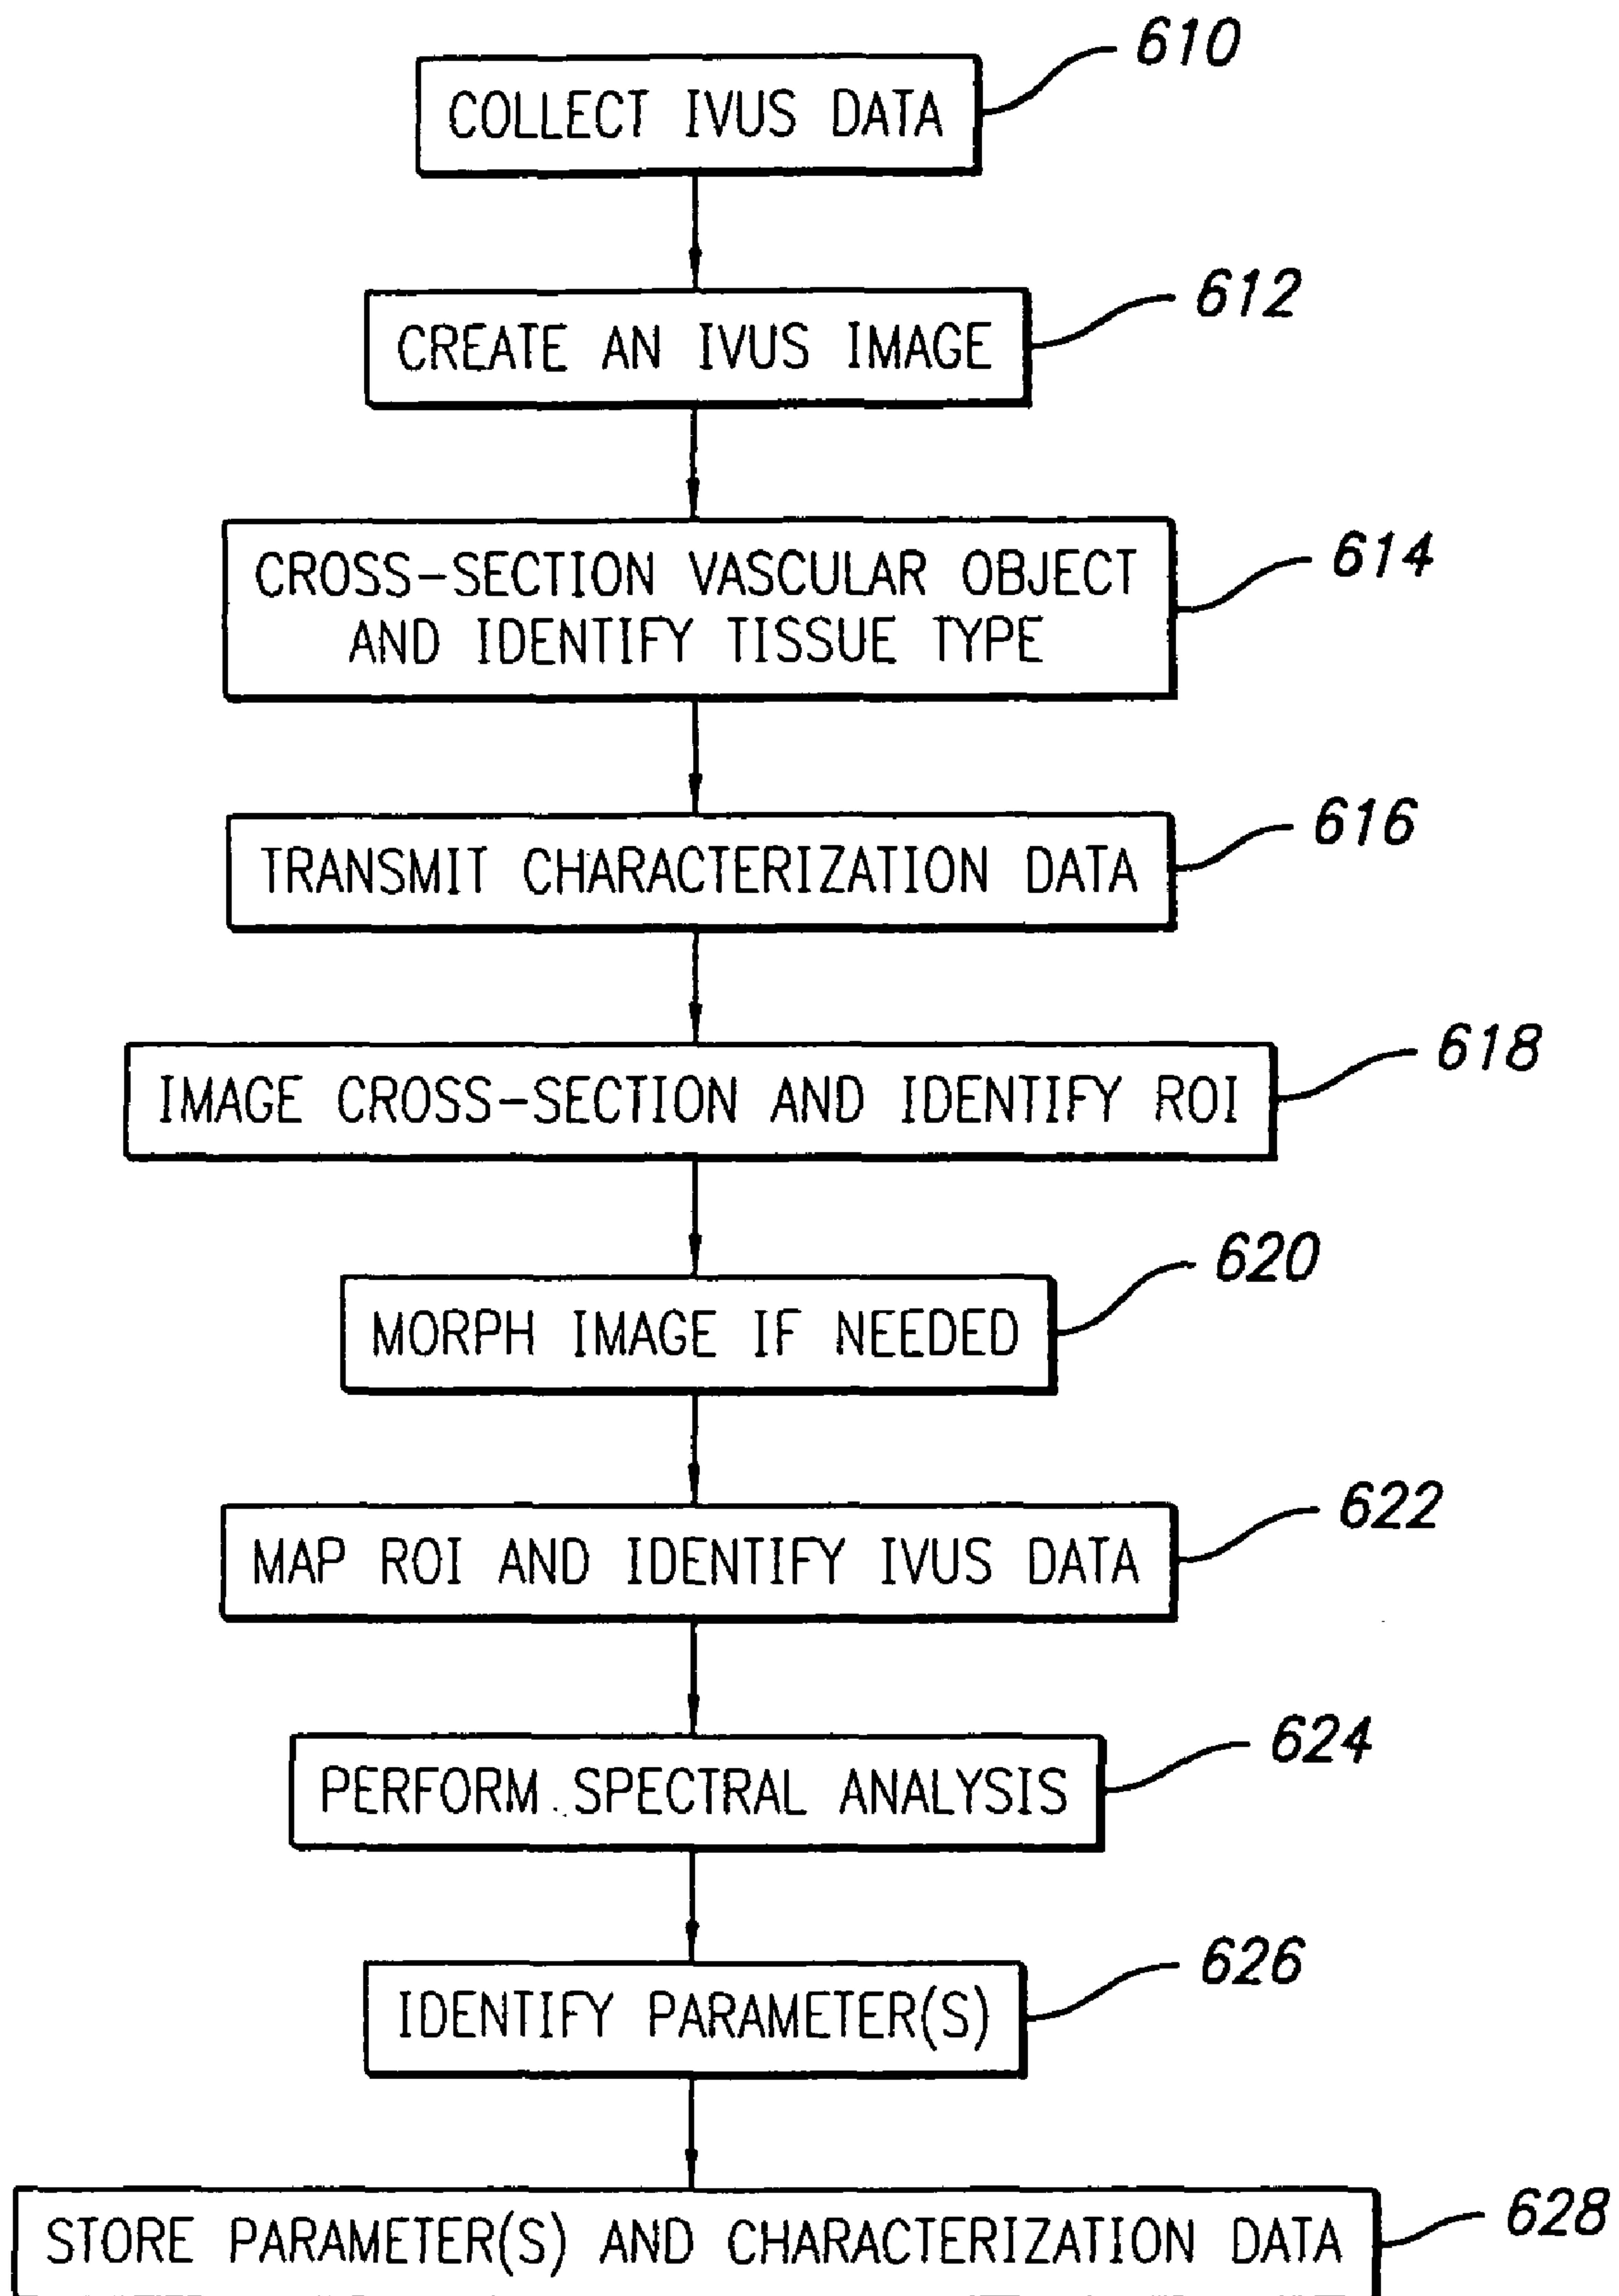 610
COLLECT IVUS DATA
612
CREATE AN IVUS IMAGE
614
CROSS-SECTION VASCULAR OBJECT
AND IDENTIFY TISSUE TYPE
616
TRANSMIT CHARACTERIZATION DATA
618
IMAGE CROSS-SECTION AND IDENTIFY ROI
620
MORPH IMAGE IF NEEDED
622
MAP ROI AND IDENTIFY IVUS DATA
624
PERFORM SPECTRAL ANALYSIS
626
IDENTIFY PARAMETER(S)
628
STORE PARAMETER(S) AND CHARACTERIZATION DATA